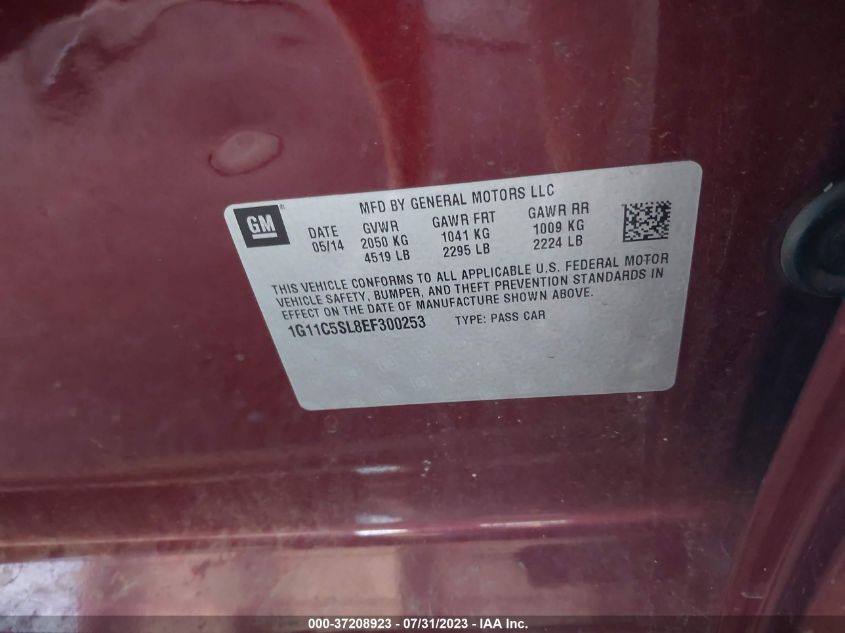 GM
®
MFD BY GENERAL MOTORS LLC
DATE GVWR GAWR FRT GAWR RR
05/14 2050 KG 1041 KG 1009 KG
4519 LB 2295 LB 2224 LB
THIS VEHICLE CONFORMS TO ALL APPLICABLE U.S. FEDERAL MOTOR
VEHICLE SAFETY, BUMPER, AND THEFT PREVENTION STANDARDS IN
EFFECT ON THE DATE OF MANUFACTURE SHOWN ABOVE.
1G11C5SL8EF300253 TYPE: PASS CAR
000-37208923 - 07/31/2023 - IAA Inc.